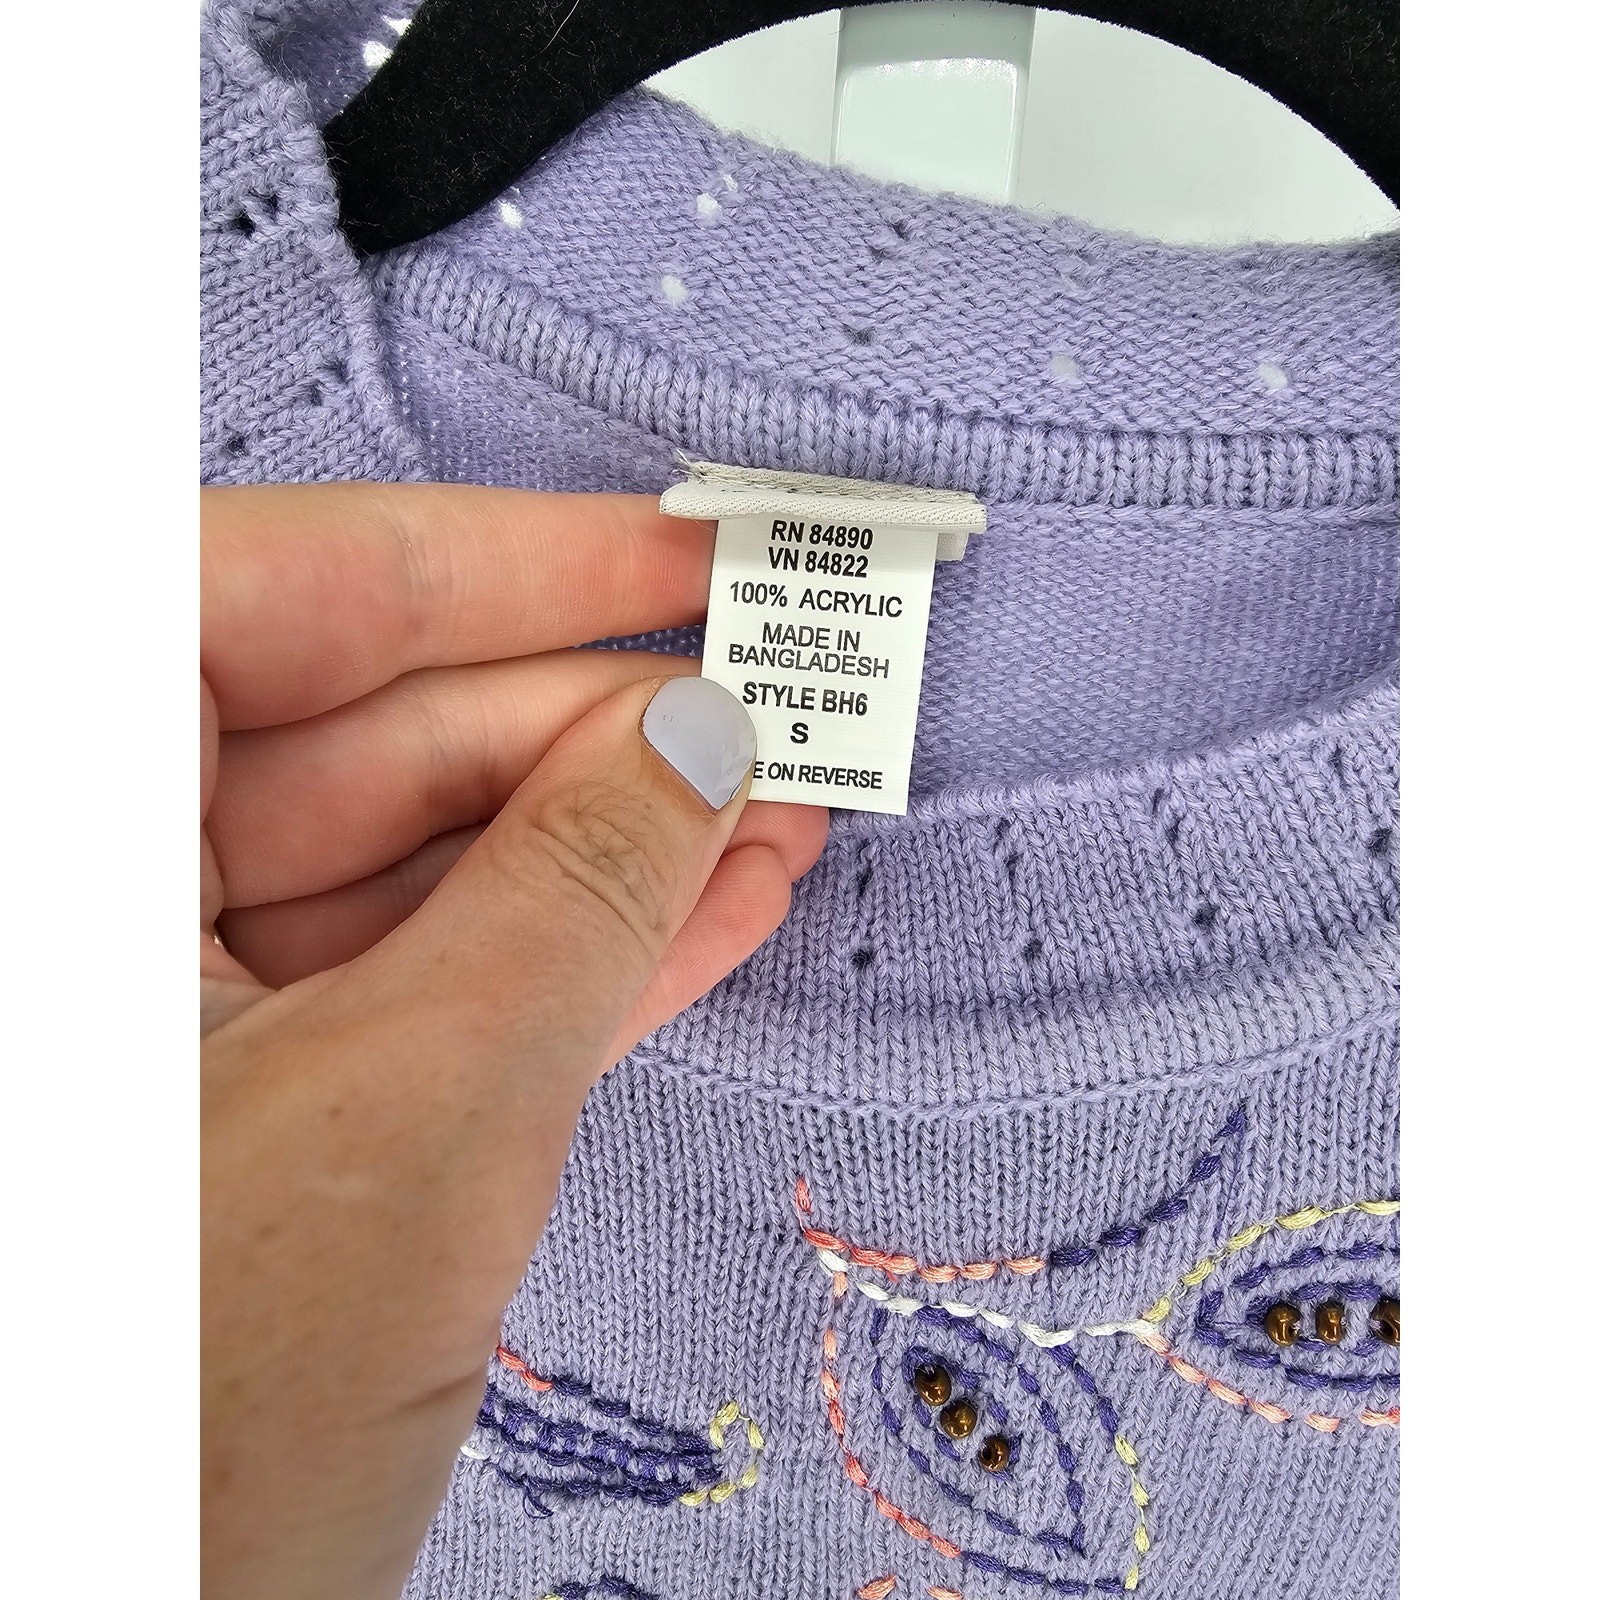 RN 84890
VN 84822
100% ACRYLIC
MADE IN
BANGLADESH
STYLE BH6
S
ON REVERSE